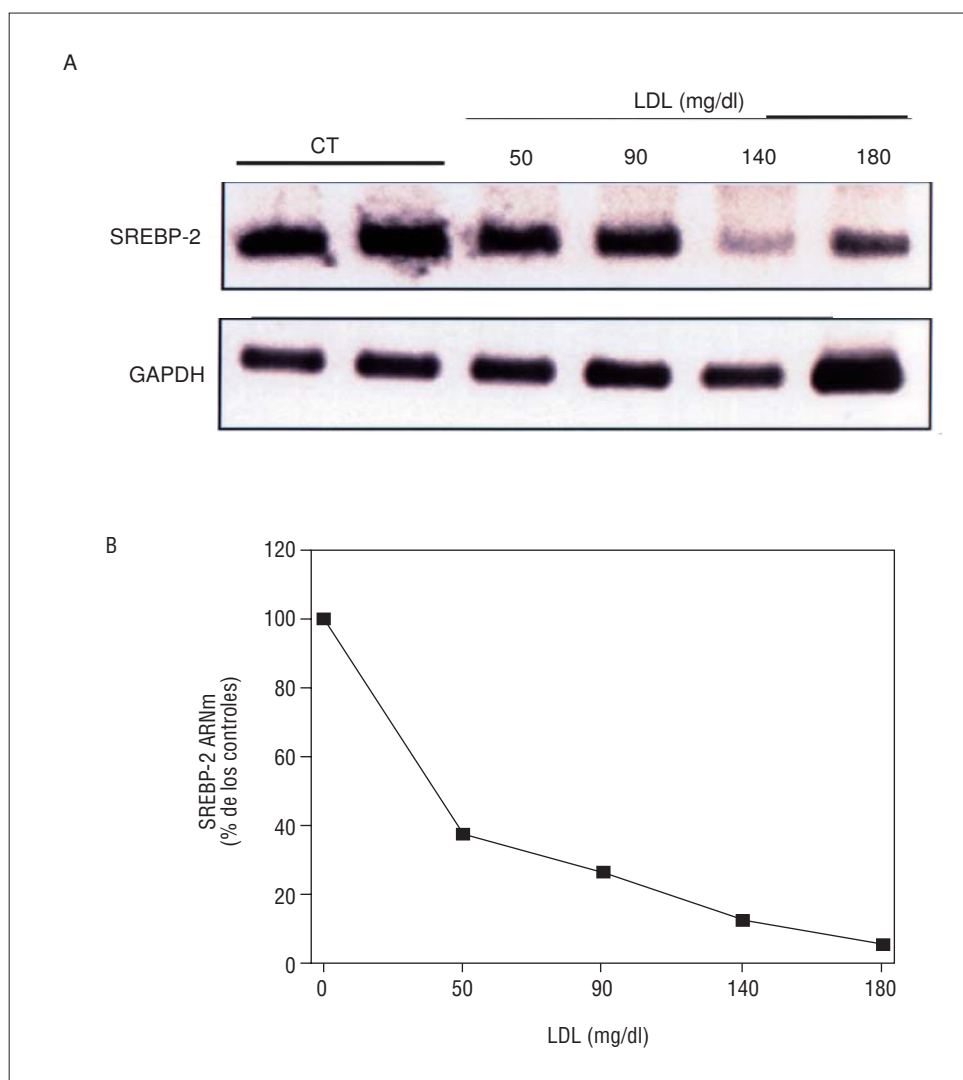 A
LDL (mg/dl)
CT
50 90 140 180
SREBP-2
GAPDH
B
120
100
80
60
40
20
0
SREBP-2 ARNm
(% de los controles)
0 50 90 140 180
LDL (mg/dl)